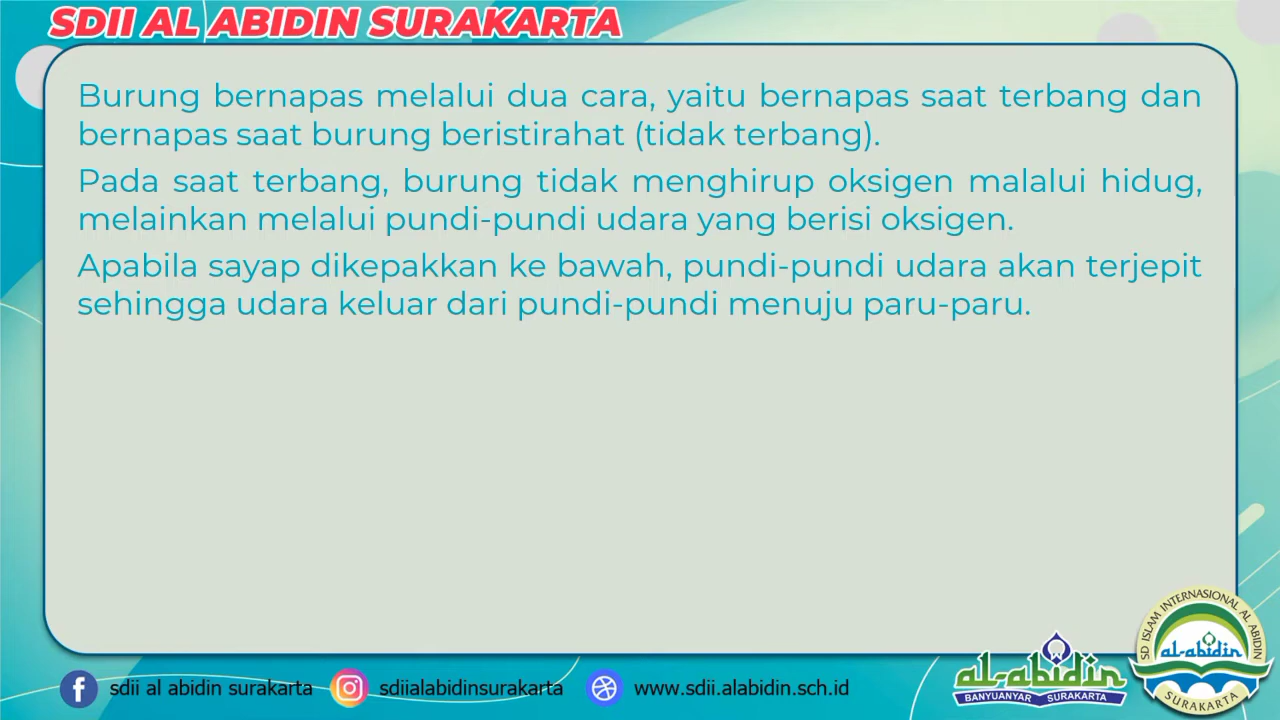 SDII AL ABIDIN SURAKARTA
Burung bernapas melalui dua cara, yaitu bernapas saat terbang dan
bernapas saat burung beristirahat (tidak terbang).
Pada saat terbang, burung tidak menghirup oksigen malalui hidug,
melainkan melalui pundi-pundi udara yang berisi oksigen.
Apabila sayap dikepakkan ke bawah, pundi-pundi udara akan terjepit
sehingga udara keluar dari pundi-pundi menuju paru-paru.
sdii al abidin surakarta
sdiialabidinsurakarta
www.sdii.alabidin.sch.id
al-abidin
BANYUANYAR SURAKARTA
SD ISLAM INTERNASIONAL AL ABIDIN
al-abidin
SURAKARTA